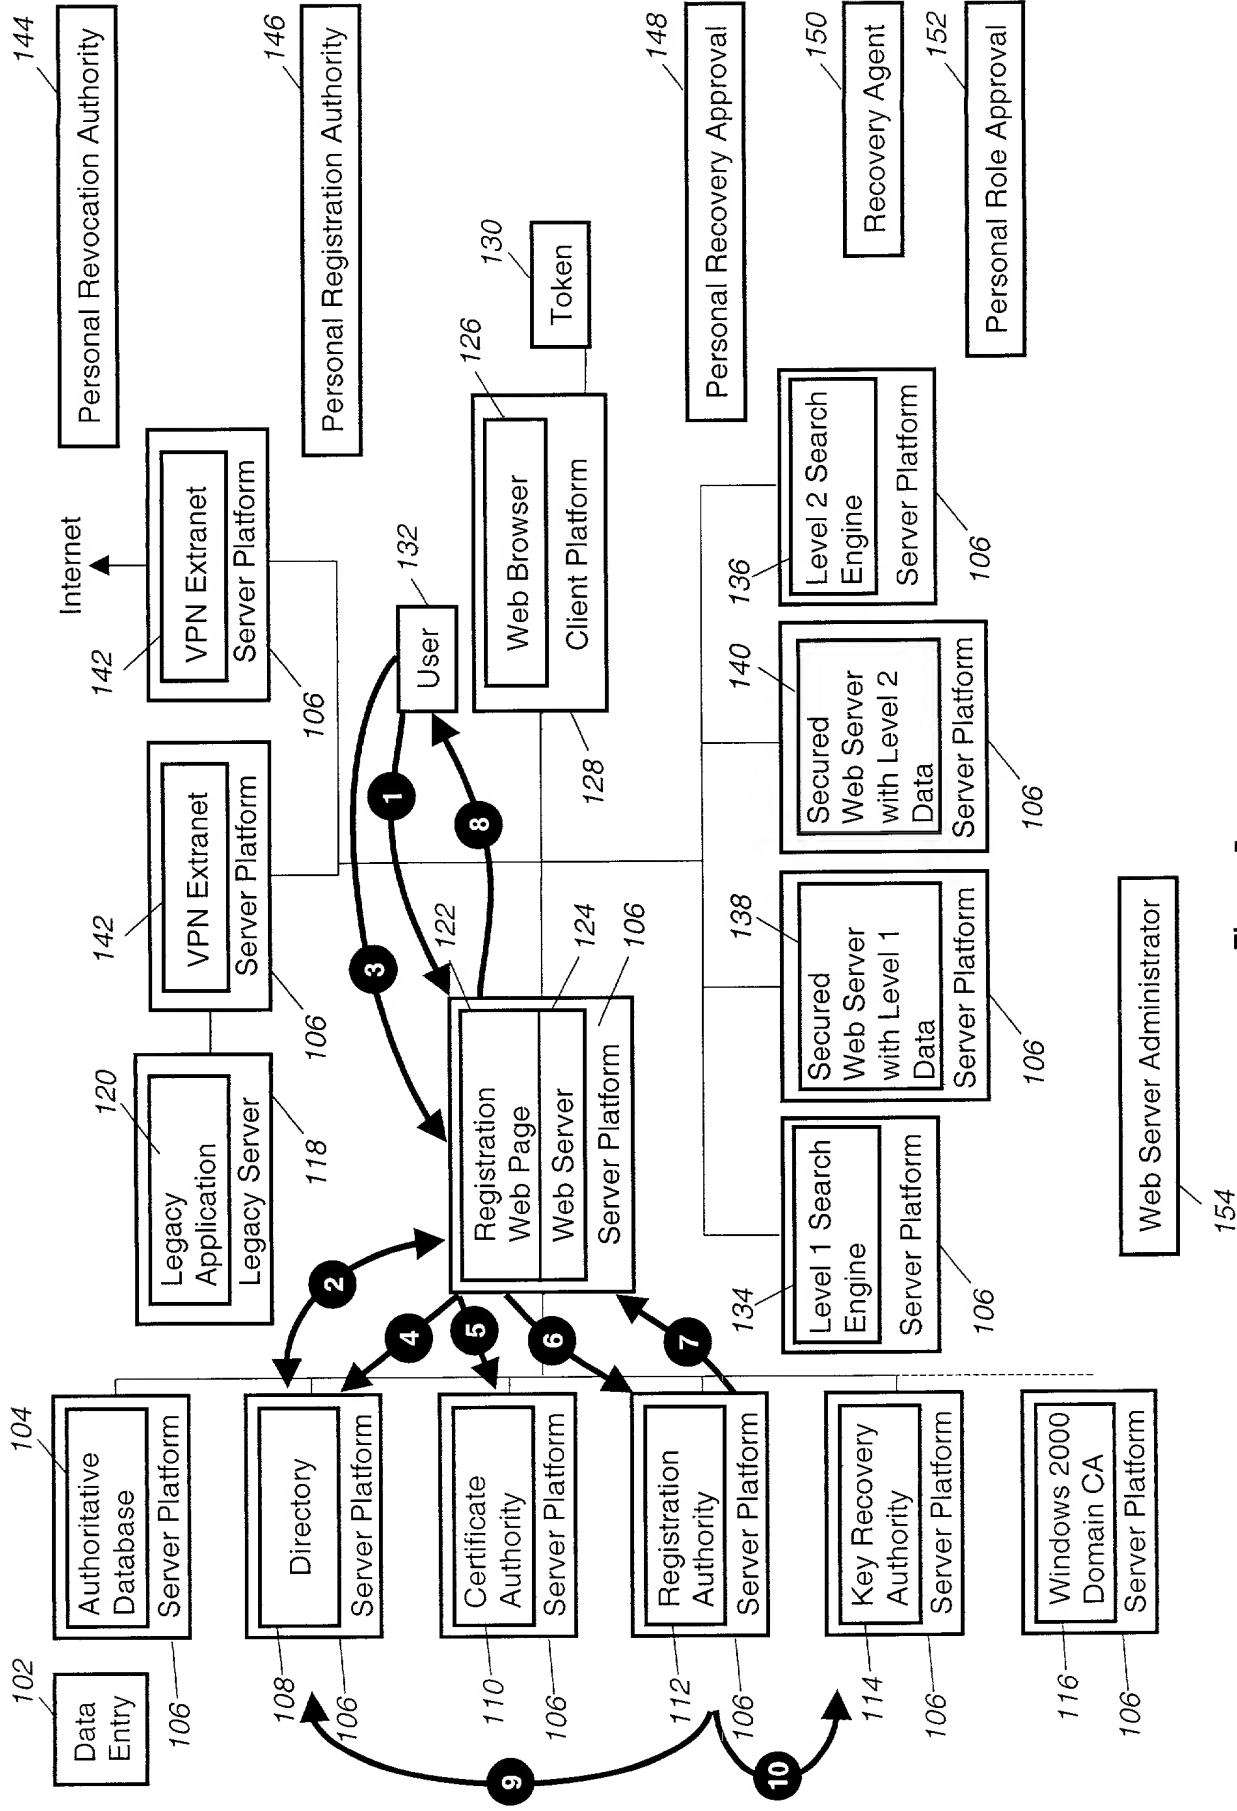 102
Data
Entry
104
Authoritative
Database
Server Platform
106
108
Directory
Server Platform
106
110
Certificate
Authority
Server Platform
106
112
Registration
Authority
Server Platform
106
114
Key Recovery
Authority
Server Platform
106
116
Windows 2000
Domain CA
Server Platform
106
9
10
2
4
5
6
7
120
Legacy
Application
Legacy Server
118
142
VPN Extranet
Server Platform
106
142
VPN Extranet
Server Platform
106
Internet
3
1
8
122
Registration
Web Page
124
Web Server
Server Platform
106
User
132
126
Web Browser
Client Platform
128
130
Token
134
Level 1 Search
Engine
Server Platform
106
138
Secured
Web Server
with Level 1
Data
Server Platform
106
140
Secured
Web Server
with Level 2
Data
Server Platform
106
136
Level 2 Search
Engine
Server Platform
106
144
Personal Revocation Authority
146
Personal Registration Authority
148
Personal Recovery Approval
150
Recovery Agent
152
Personal Role Approval
Web Server Administrator
154